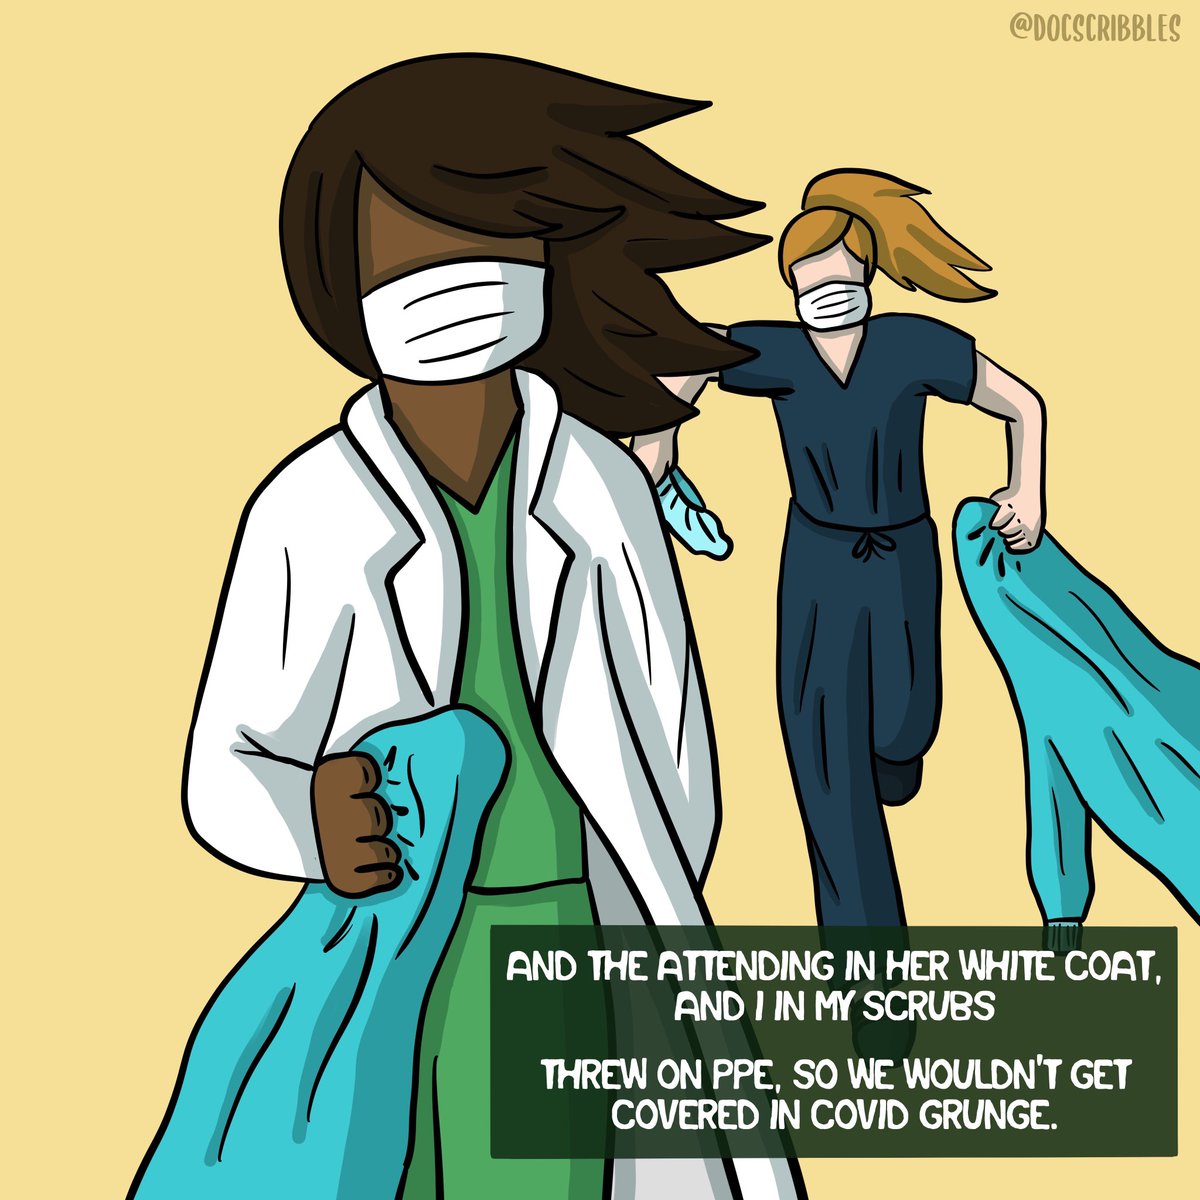 @DOCSCRIBBLES
AND THE ATTENDING IN HER WHITE COAT,
AND I IN MY SCRUBS
THREW ON PPE, SO WE WOULDN'T GET
COVERED IN COVID GRUNGE.